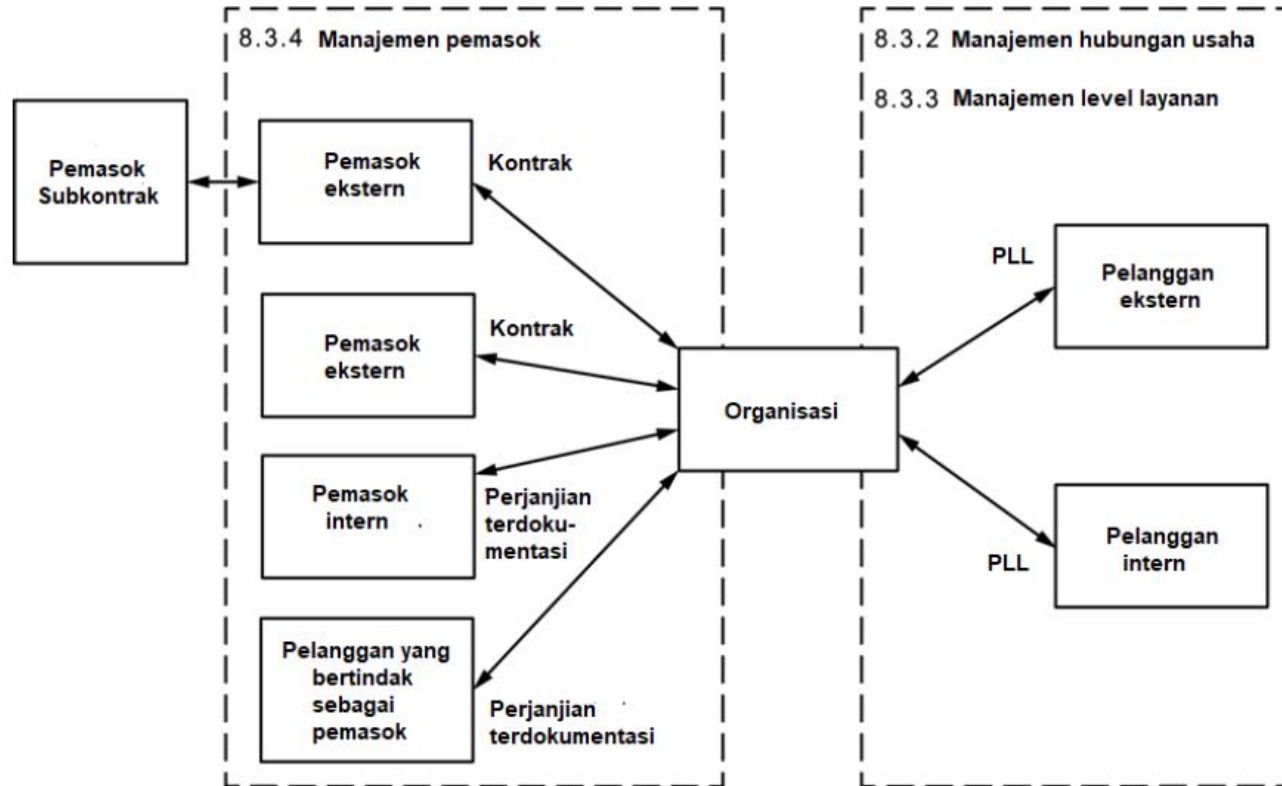 8.3.4 Manajemen pemasok
8.3.2 Manajemen hubungan usaha
8.3.3 Manajemen level layanan
Pemasok
Subkontrak
Pemasok
ekstern
Kontrak
Pemasok
ekstern
Kontrak
Pemasok
intern
Perjanjian
terdoku-
mentasi
Pelanggan yang
bertindak
sebagai
pemasok
Perjanjian
terdokumentasi
Organisasi
PLL
Pelanggan
ekstern
PLL
Pelanggan
intern